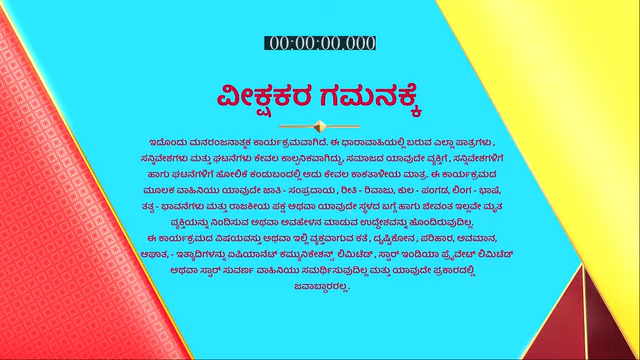 00:00:00.000
ವೀಕ್ಷಕರ ಗಮನಕ್ಕೆ
ಇದೊಂದು ಮನರಂಜನಾತ್ಮಕ ಕಾರ್ಯಕ್ರಮವಾಗಿದೆ. ಈ ಧಾರಾವಾಹಿಯಲ್ಲಿ ಬರುವ ಎಲ್ಲಾ ಪಾತ್ರಗಳು ,
ಸನ್ನಿವೇಶಗಳು ಮತ್ತು ಘಟನೆಗಳು ಕೇವಲ ಕಾಲ್ಪನಿಕವಾಗಿದ್ದು, ಸಮಾಜದ ಯಾವುದೇ ವ್ಯಕ್ತಿಗೆ , ಸನ್ನಿವೇಶಗಳಿಗೆ
ಹಾಗು ಘಟನೆಗಳಿಗೆ ಹೋಲಿಕೆ ಕಂಡುಬಂದಲ್ಲಿ ಅದು ಕೇವಲ ಕಾಕತಾಳೀಯ ಮಾತ್ರ. ಈ ಕಾರ್ಯಕ್ರಮದ
ಮೂಲಕ ವಾಹಿನಿಯು ಯಾವುದೇ ಜಾತಿ - ಸಂಪ್ರದಾಯ , ರೀತಿ - ರಿವಾಜು, ಕುಲ - ಪಂಗಡ, ಲಿಂಗ - ಭಾಷೆ,
ತತ್ವ - ಭಾವನೆಗಳು ಮತ್ತು ರಾಜಕೀಯ ಪಕ್ಷ ಅಥವಾ ಯಾವುದೇ ಸ್ಥಳದ ಬಗ್ಗೆ ಹಾಗು ಜೀವಂತ ಇಲ್ಲವೇ ಮೃತ
ವ್ಯಕ್ತಿಯನ್ನು ನಿಂದಿಸುವ ಅಥವಾ ಅವಹೇಳನ ಮಾಡುವ ಉದ್ದೇಶವನ್ನು ಹೊಂದಿರುವುದಿಲ್ಲ.
ಈ ಕಾರ್ಯಕ್ರಮದ ವಿಷಯವಸ್ತು ಅಥವಾ ಇಲ್ಲಿ ವ್ಯಕ್ತವಾಗುವ ಕತೆ , ದೃಷ್ಟಿಕೋನ , ಪರಿಹಾರ, ಅವಮಾನ,
ಆಘಾತ, - ಇತ್ಯಾದಿಗಳನ್ನು ಏಷಿಯಾನೆಟ್ ಕಮ್ಯುನಿಕೇಶನ್ಸ್ ಲಿಮಿಟೆಡ್ , ಸ್ಟಾರ್ ಇಂಡಿಯಾ ಪ್ರೈವೇಟ್ ಲಿಮಿಟೆಡ್
ಅಥವಾ ಸ್ಟಾರ್ ಸುವರ್ಣ ವಾಹಿನಿಯು ಸಮರ್ಥಿಸುವುದಿಲ್ಲ ಮತ್ತು ಯಾವುದೇ ಪ್ರಕಾರದಲ್ಲಿ
ಜವಾಬ್ದಾರರಲ್ಲ.